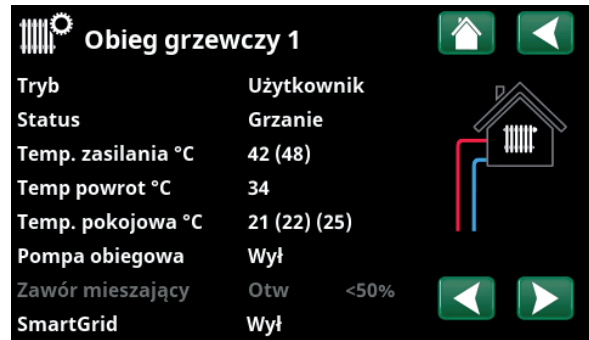 Obieg grzewczy 1
Tryb Użytkownik
Status Grzanie
Temp. zasilania °C 42 (48)
Temp powrot °C 34
Temp. pokojowa °C 21 (22) (25)
Pompa obiegowa Wył
Zawór mieszający Otw <50%
SmartGrid Wył